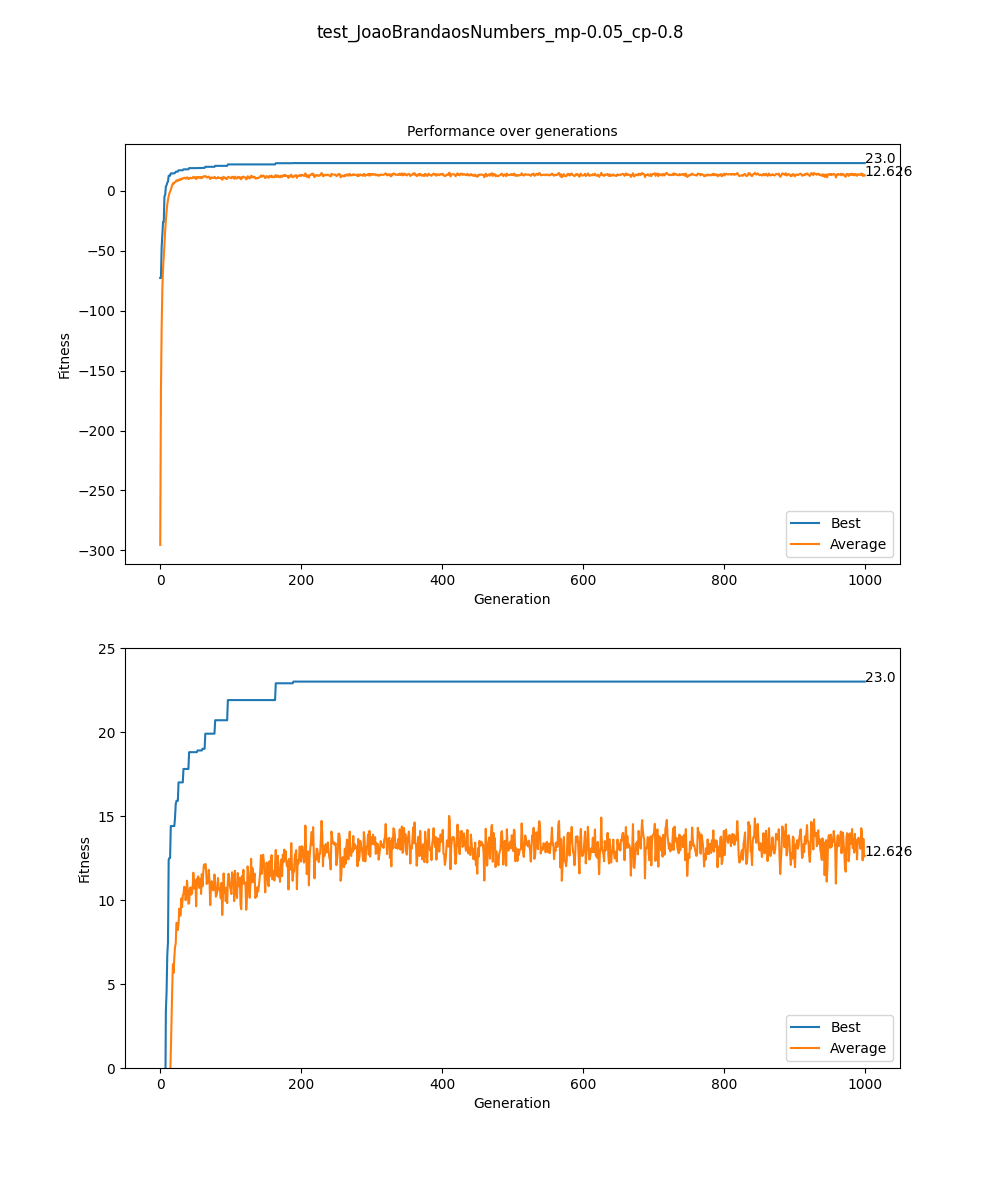 test_JoaoBrandaosNumbers_mp-0.05_cp-0.8
Performance over generations
23.0
12.626
0
−50
−100
−150
−200
−250
−300
Fitness
Best
Average
0 200 400 600 800 1000
Generation
25
20
15
10
5
0
23.0
12.626
Fitness
Best
Average
0 200 400 600 800 1000
Generation